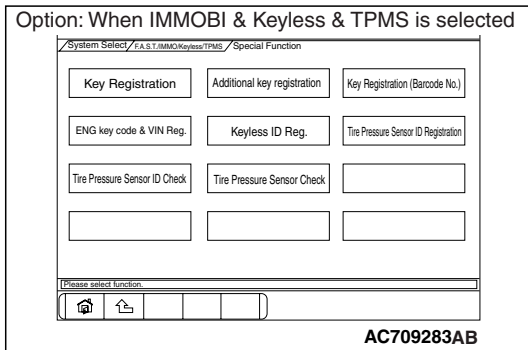 Option: When IMMOBI & Keyless & TPMS is selected
System Select F.A.S.T./IMMO/Keyless/TPMS Special Function
Key Registration Additional key registration Key Registration (Barcode No.)
ENG key code & VIN Reg. Keyless ID Reg. Tire Pressure Sensor ID Registration
Tire Pressure Sensor ID Check Tire Pressure Sensor Check
Please select function.
AC709283AB